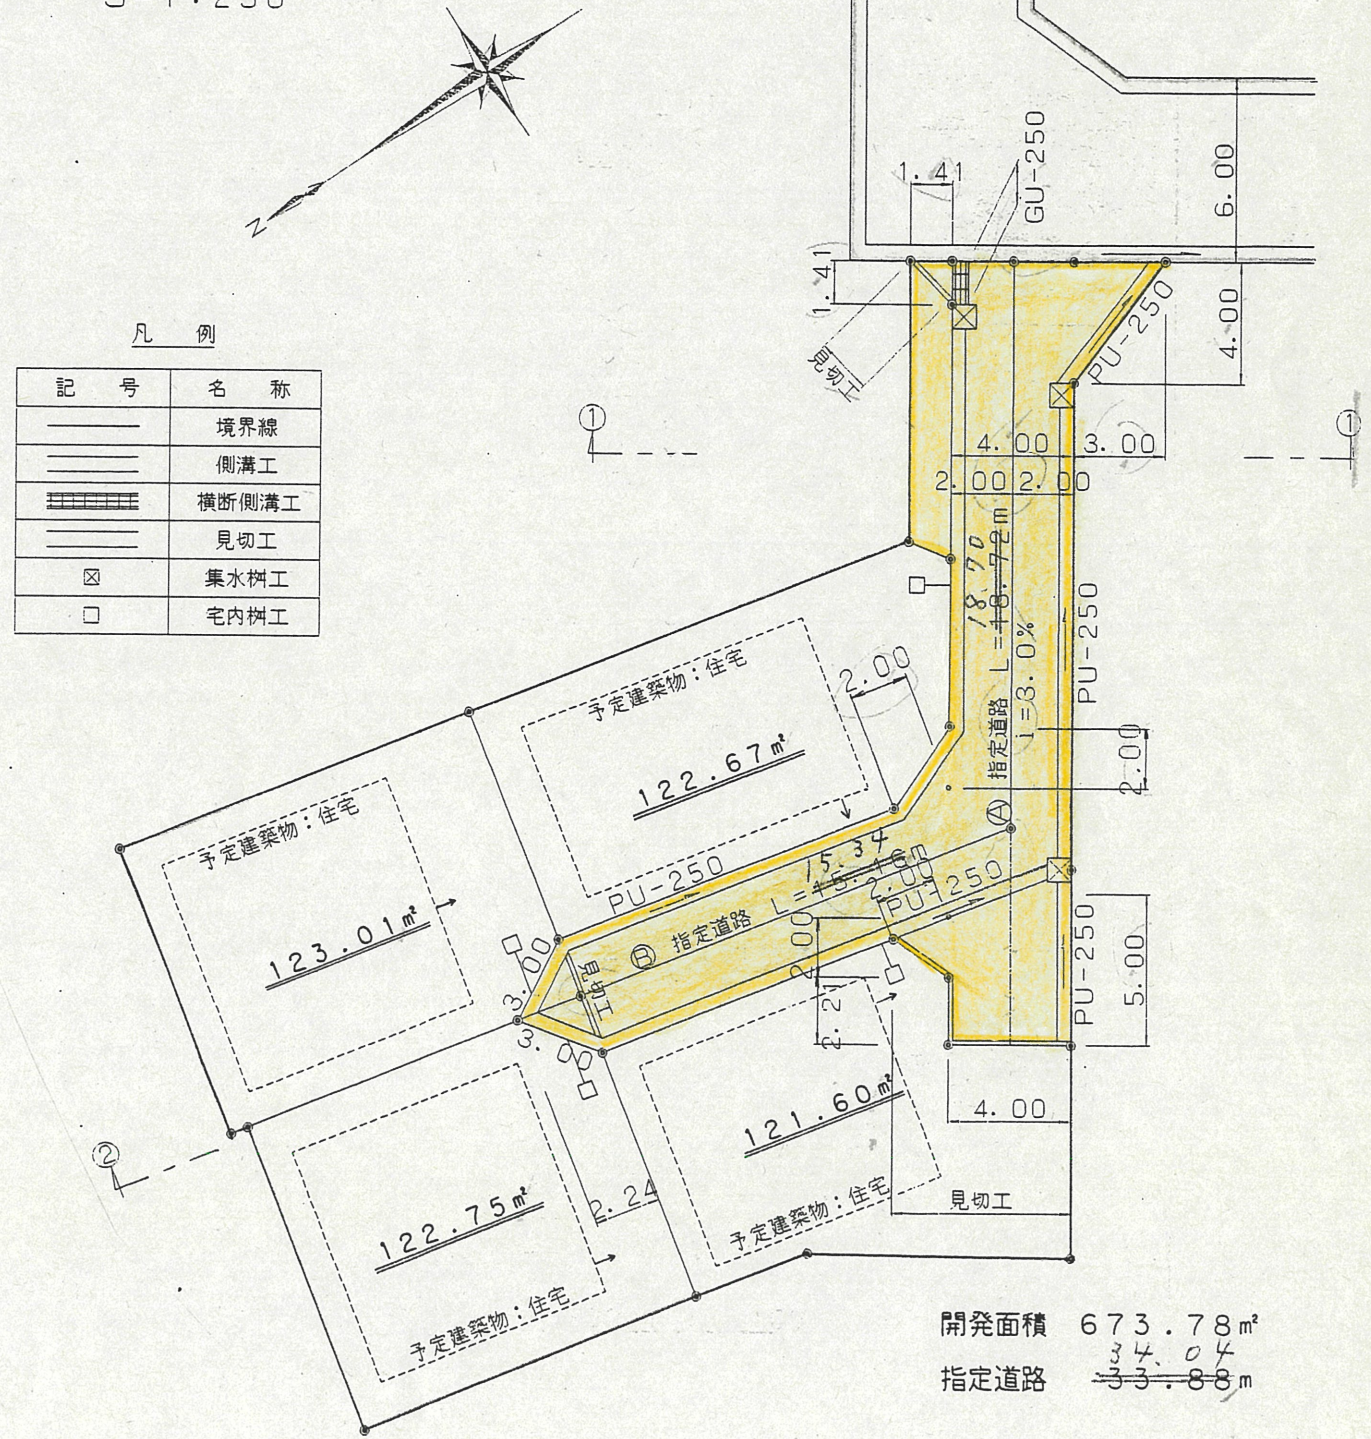 S=1:250
N
凡 例
記 号 名 称
境界線
側溝工
横断側溝工
見切工
集水桝工
宅内桝工
1.41
GU-250
6.00
1.41
見切工
4.00
PU-250
①
①
4.00
3.00
2.00
2.00
18.70
Ⓐ 指定道路 L=18.72m
i=3.0%
PU-250
2.00
2.00
予定建築物:住宅
122.67㎡
予定建築物:住宅
123.01㎡
PU-250
15.34
Ⓑ 指定道路 L=15.16m
2.00
PU-250
2.00
2.21
PU-250
5.00
3.00
見切工
3.00
4.00
見切工
②
121.60㎡
予定建築物:住宅
2.24
122.75㎡
予定建築物:住宅
開発面積 673.78㎡
34.04
指定道路 33.88m